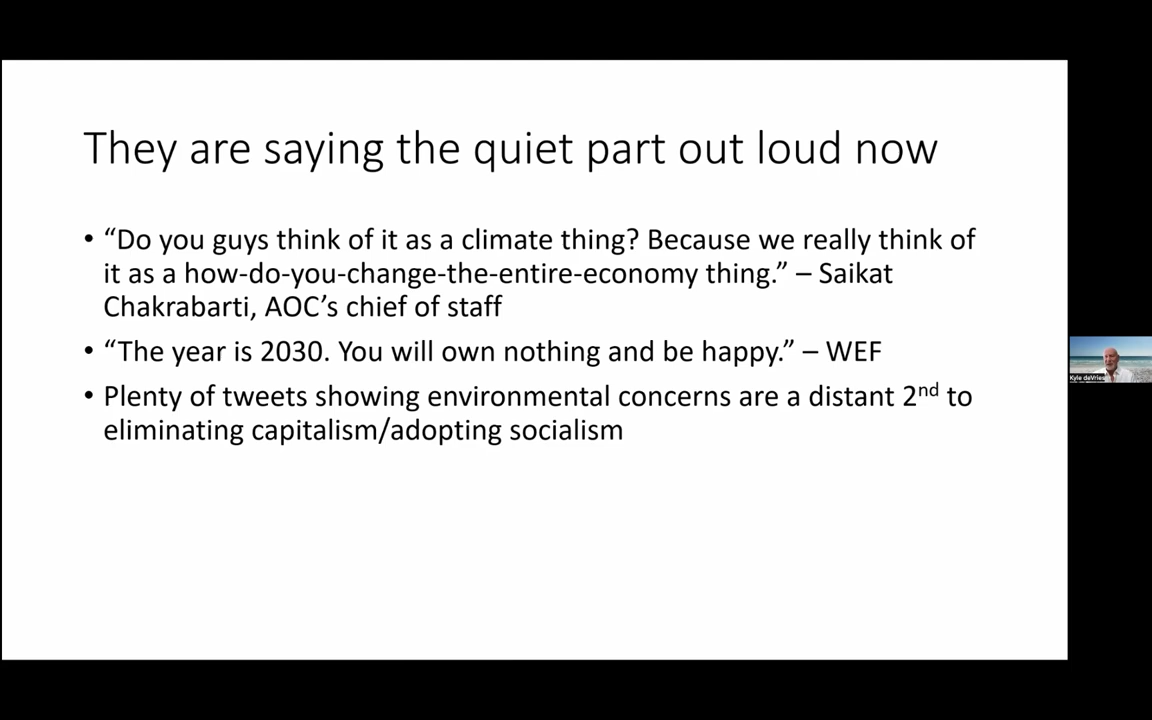 They are saying the quiet part out loud now
• “Do you guys think of it as a climate thing? Because we really think of
it as a how-do-you-change-the-entire-economy thing.” – Saikat
Chakrabarti, AOC’s chief of staff
• “The year is 2030. You will own nothing and be happy.” – WEF
• Plenty of tweets showing environmental concerns are a distant 2nd to
eliminating capitalism/adopting socialism
Kyle deVries